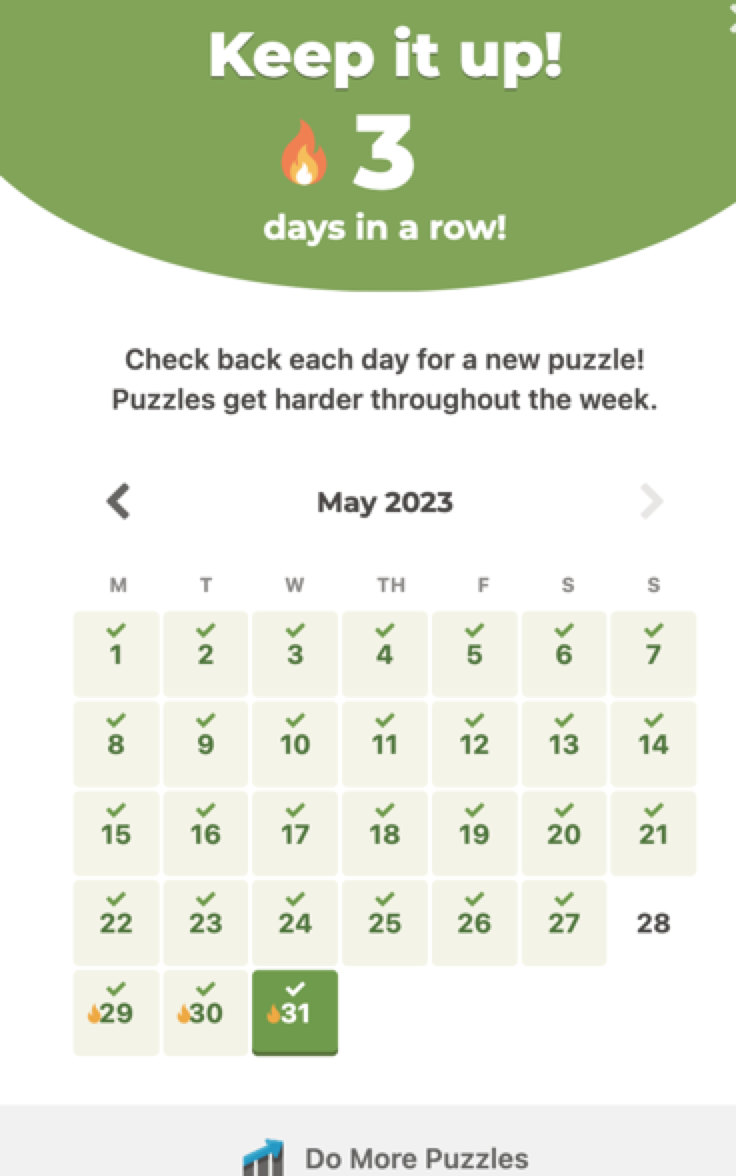 Keep it up!
3
days in a row!
Check back each day for a new puzzle!
Puzzles get harder throughout the week.
May 2023
M T W TH F S S
1 2 3 4 5 6 7
8 9 10 11 12 13 14
15 16 17 18 19 20 21
22 23 24 25 26 27 28
29 30 31
Do More Puzzles